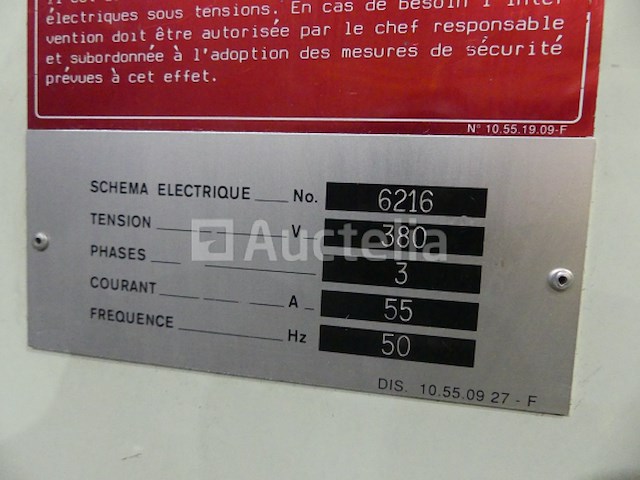 électriques sous tensions. En cas de besoin l'inter
vention doit être autorisée par le chef responsable
et subordonnée à l'adoption des mesures de sécurité
prévues à cet effet.
N° 10.55.19.09-F
SCHEMA ELECTRIQUE No. 6216
TENSION V 380
Auctelia
PHASES 3
COURANT A 55
FREQUENCE Hz 50
DIS. 10.55.09 27 - F